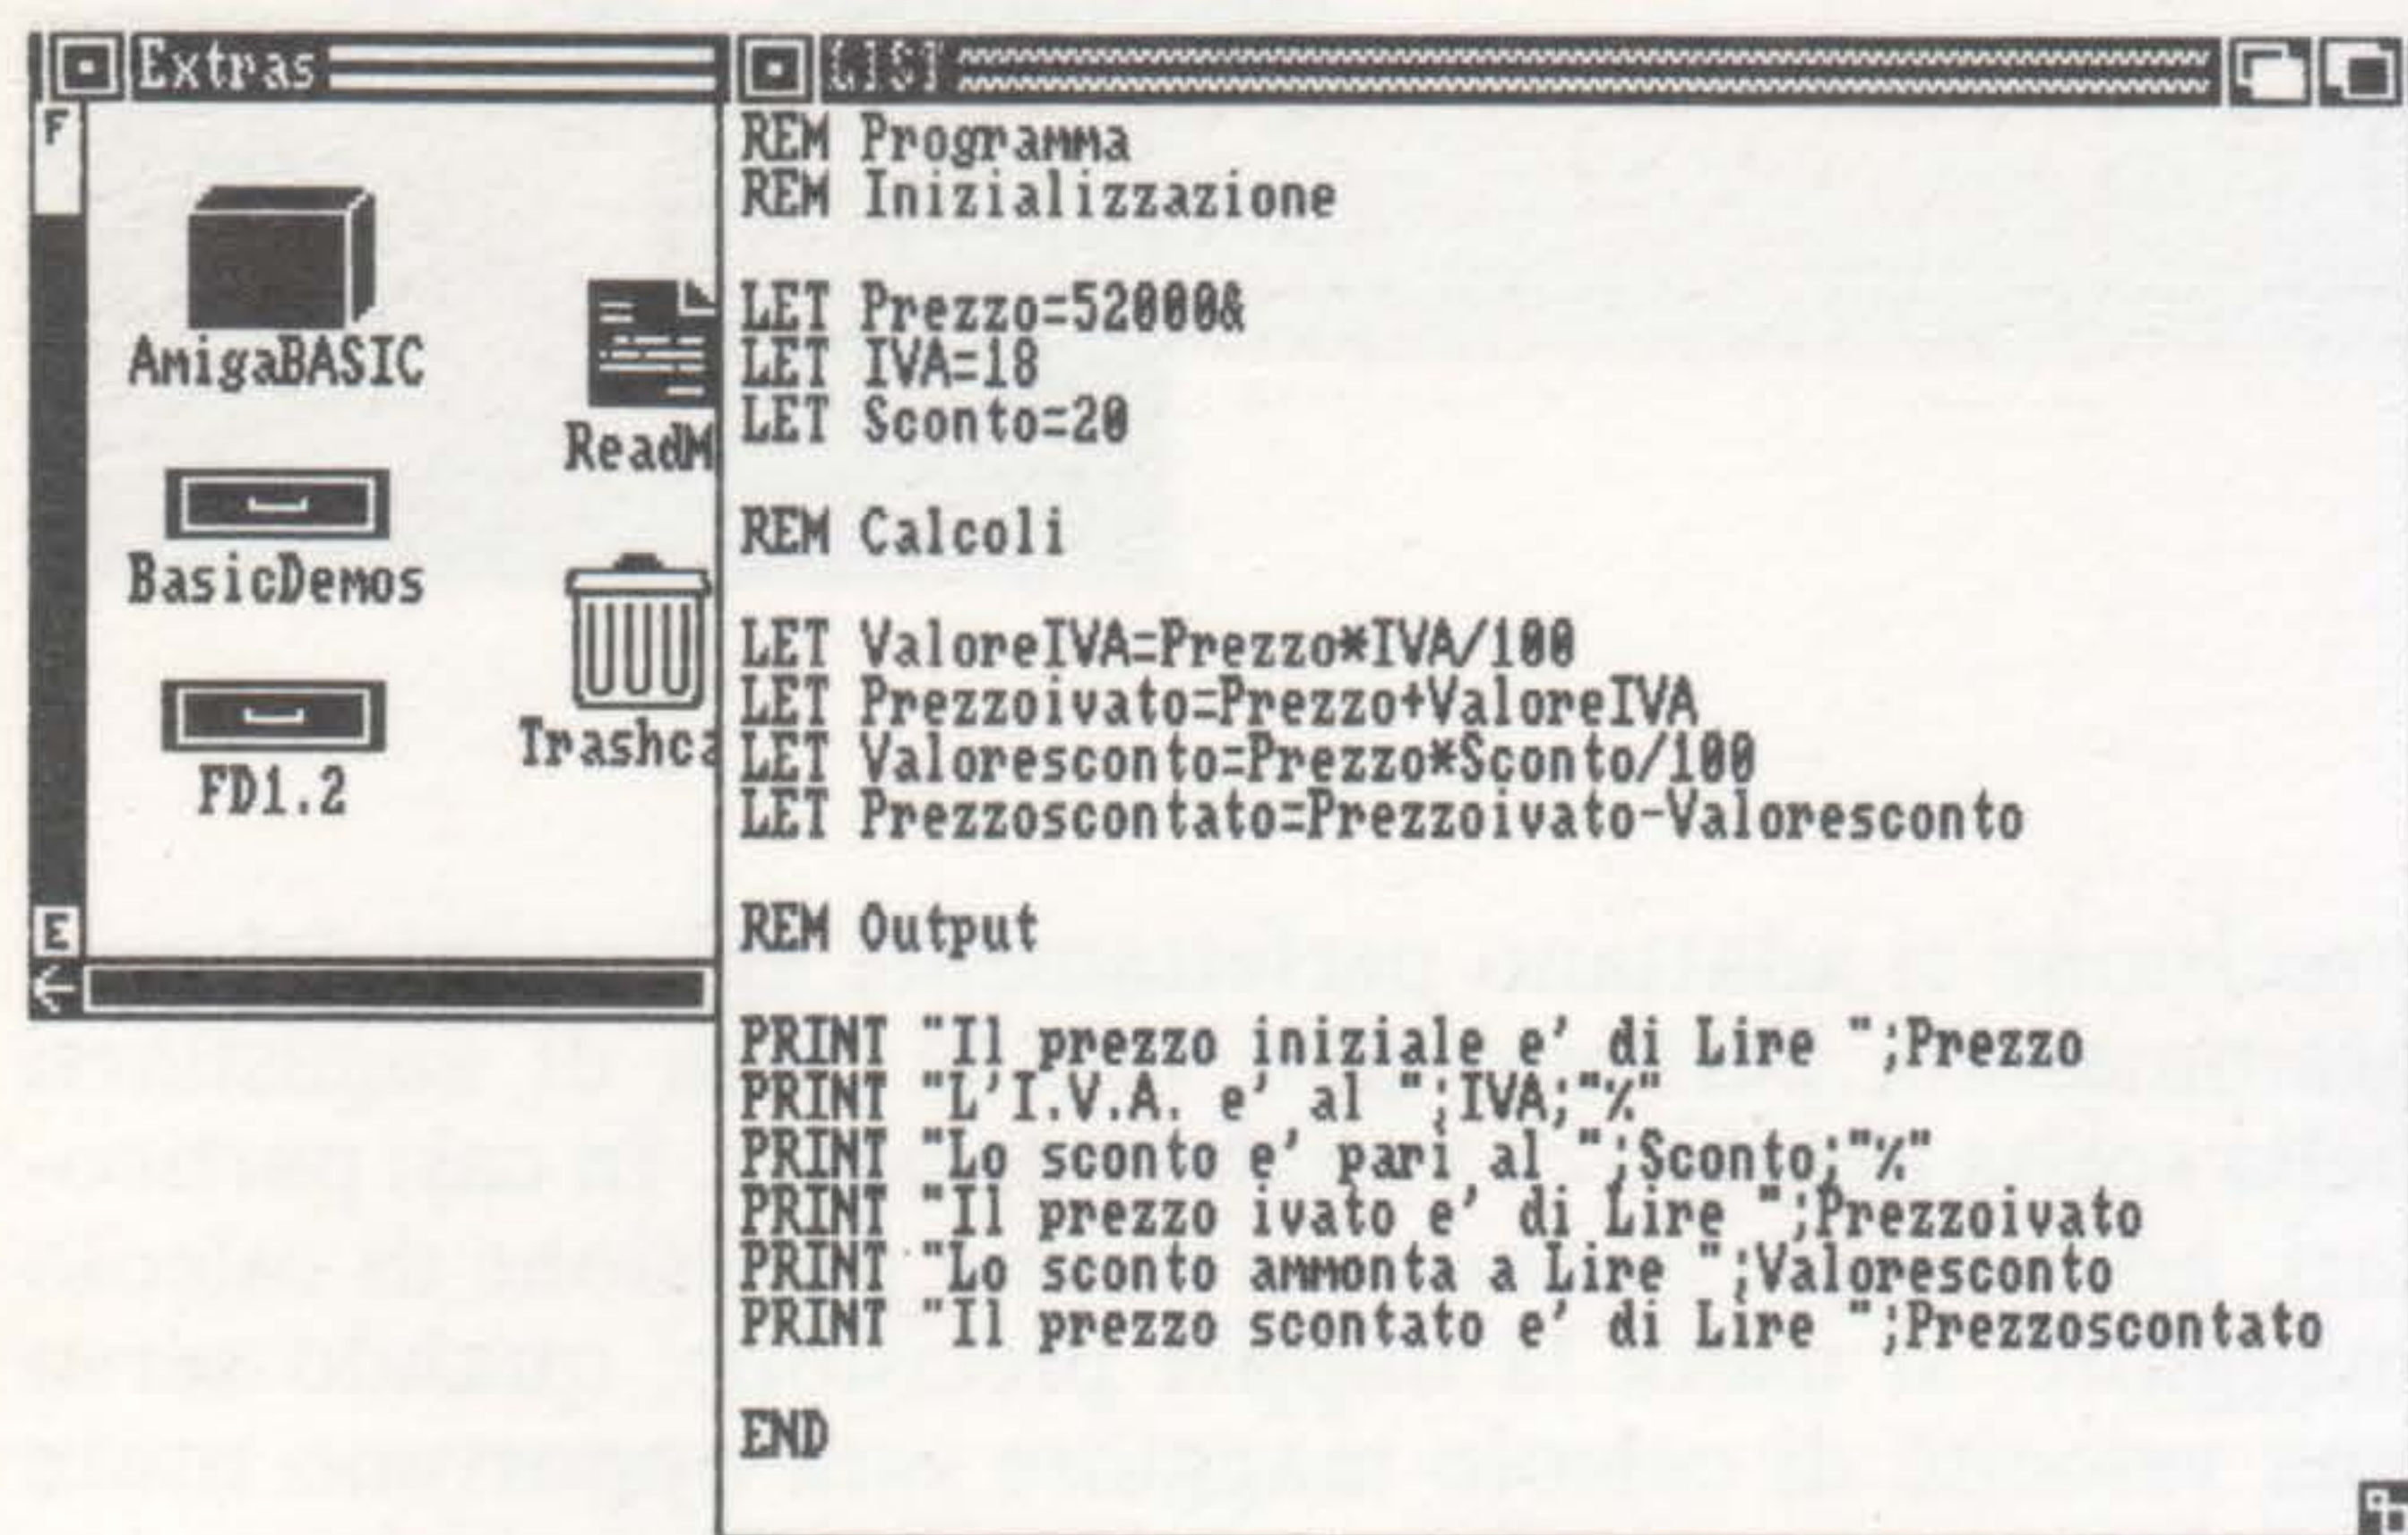 Extras
F
AmigaBASIC
ReadM
BasicDemos
Trashca
FD1.2
E
LIST
REM Programma
REM Inizializzazione
LET Prezzo=52000&
LET IVA=18
LET Sconto=20
REM Calcoli
LET ValoreIVA=Prezzo*IVA/100
LET Prezzoivato=Prezzo+ValoreIVA
LET Valoresconto=Prezzo*Sconto/100
LET Prezzoscontato=Prezzoivato-Valoresconto
REM Output
PRINT "Il prezzo iniziale e' di Lire ";Prezzo
PRINT "L'I.V.A. e' al ";IVA;"%"
PRINT "Lo sconto e' pari al ";Sconto;"%"
PRINT "Il prezzo ivato e' di Lire ";Prezzoivato
PRINT "Lo sconto ammonta a Lire ";Valoresconto
PRINT "Il prezzo scontato e' di Lire ";Prezzoscontato
END